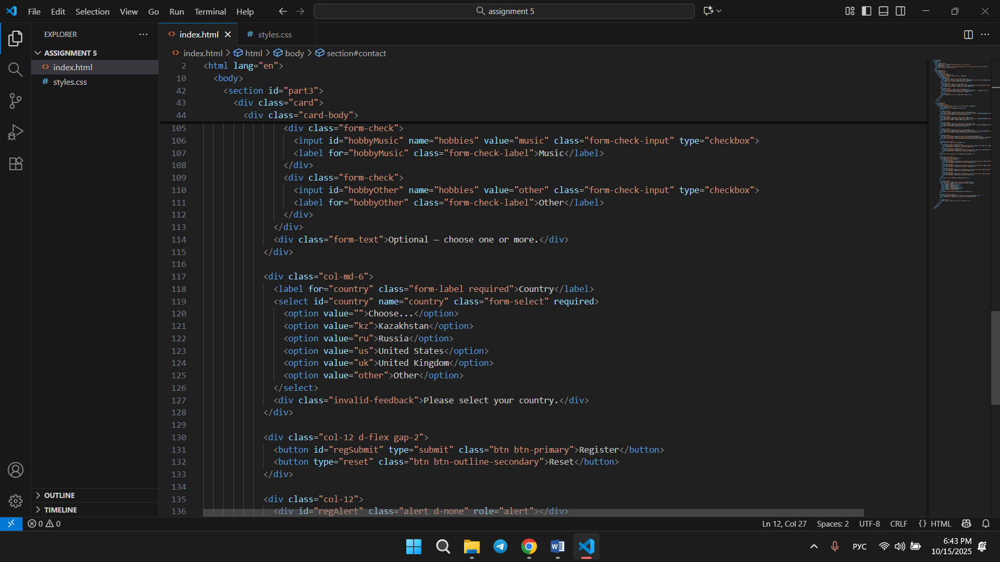 File Edit Selection View Go Run Terminal Help
assignment 5
EXPLORER
ASSIGNMENT 5
index.html
styles.css
OUTLINE
TIMELINE
index.html
# styles.css
index.html > html > body > section#contact
2 <html lang="en">
10 <body>
42 <section id="part3">
43 <div class="card">
44 <div class="card-body">
105 <div class="form-check">
106 <input id="hobbyMusic" name="hobbies" value="music" class="form-check-input" type="checkbox">
107 <label for="hobbyMusic" class="form-check-label">Music</label>
108 </div>
109 <div class="form-check">
110 <input id="hobbyOther" name="hobbies" value="other" class="form-check-input" type="checkbox">
111 <label for="hobbyOther" class="form-check-label">Other</label>
112 </div>
113 </div>
114 <div class="form-text">Optional — choose one or more.</div>
115 </div>
116
117 <div class="col-md-6">
118 <label for="country" class="form-label required">Country</label>
119 <select id="country" name="country" class="form-select" required>
120 <option value="">Choose...</option>
121 <option value="kz">Kazakhstan</option>
122 <option value="ru">Russia</option>
123 <option value="us">United States</option>
124 <option value="uk">United Kingdom</option>
125 <option value="other">Other</option>
126 </select>
127 <div class="invalid-feedback">Please select your country.</div>
128 </div>
129
130 <div class="col-12 d-flex gap-2">
131 <button id="regSubmit" type="submit" class="btn btn-primary">Register</button>
132 <button type="reset" class="btn btn-outline-secondary">Reset</button>
133 </div>
134
135 <div class="col-12">
136 <div id="regAlert" class="alert d-none" role="alert"></div>
0 0
Ln 12, Col 27 Spaces: 2 UTF-8 CRLF {} HTML
РУС
6:43 PM
10/15/2025